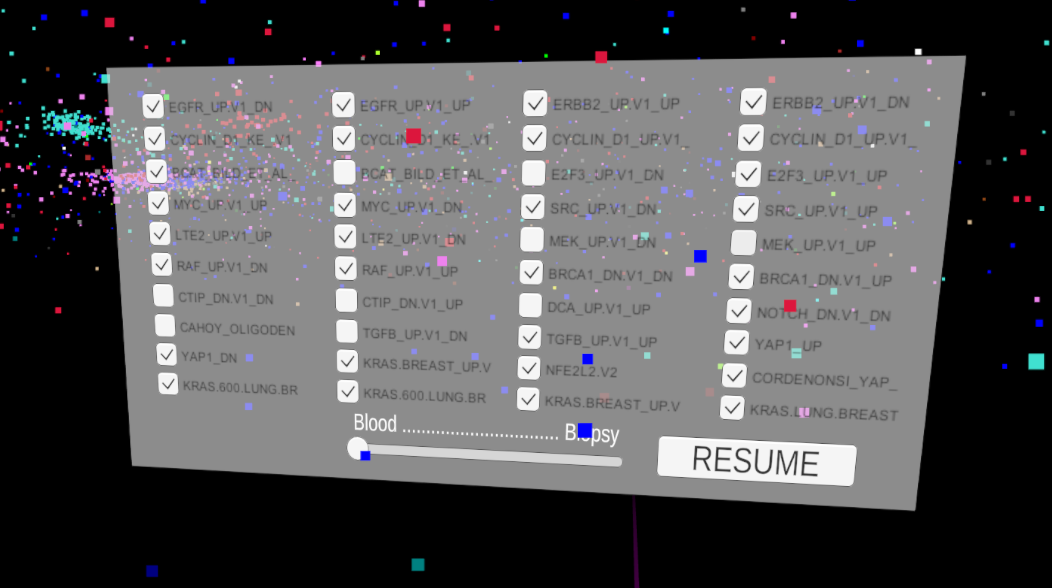 EGFR_UP.V1_DN EGFR_UP.V1_UP ERBB2_UP.V1_UP ERBB2_UP.V1_DN
CYCLIN_D1_KE_.V1 CYCLIN_D1_KE_.V1 CYCLIN_D1_UP.V1_ CYCLIN_D1_UP.V1_
BCAT_BILD_ET_AL_ BCAT_BILD_ET_AL_ E2F3_UP.V1_DN E2F3_UP.V1_UP
MYC_UP.V1_UP MYC_UP.V1_DN SRC_UP.V1_DN SRC_UP.V1_UP
LTE2_UP.V1_UP LTE2_UP.V1_DN MEK_UP.V1_DN MEK_UP.V1_UP
RAF_UP.V1_DN RAF_UP.V1_UP BRCA1_DN.V1_DN BRCA1_DN.V1_UP
CTIP_DN.V1_DN CTIP_DN.V1_UP DCA_UP.V1_UP NOTCH_DN.V1_DN
CAHOY_OLIGODEN TGFB_UP.V1_DN TGFB_UP.V1_UP YAP1_UP
YAP1_DN KRAS.BREAST_UP.V NFE2L2.V2 CORDENONSI_YAP_
KRAS.600.LUNG.BR KRAS.600.LUNG.BR KRAS.BREAST_UP.V KRAS.LUNG.BREAST
Blood ........................ Biopsy
RESUME